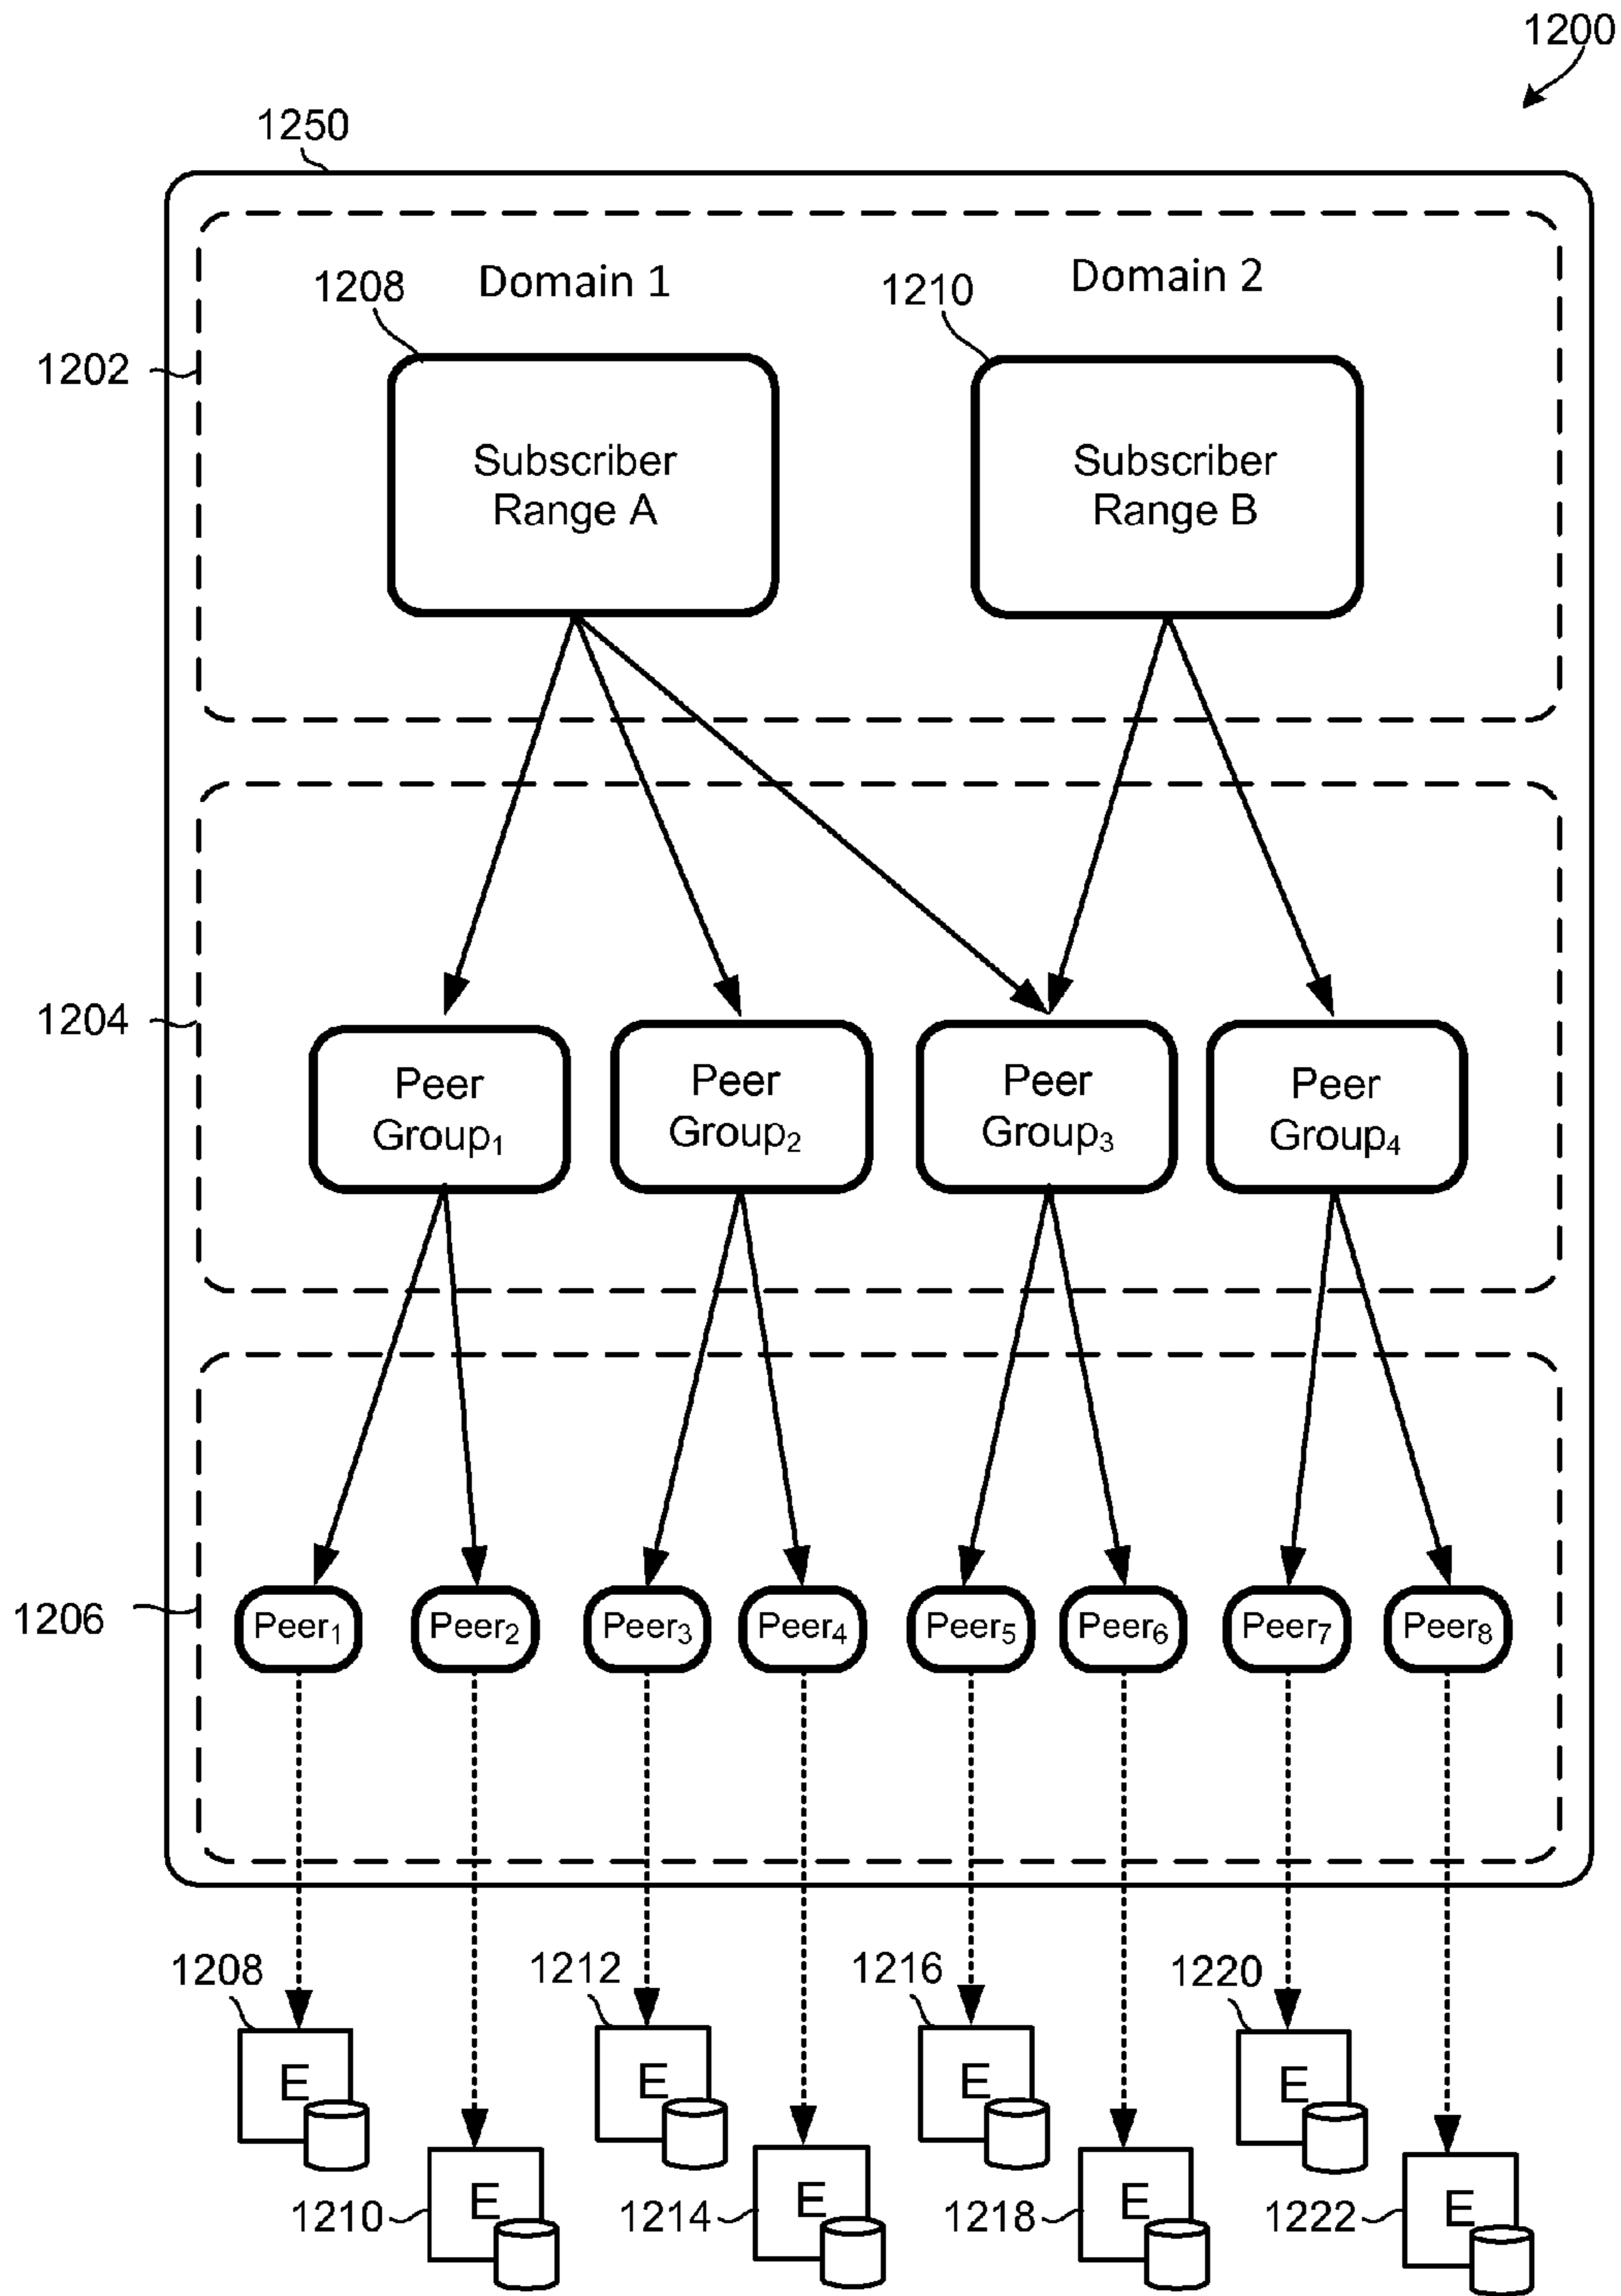 1200
1250
1208
Domain 1
1210
Domain 2
1202
Subscriber
Range A
Subscriber
Range B
1204
Peer
Group₁
Peer
Group₂
Peer
Group₃
Peer
Group₄
1206
Peer₁
Peer₂
Peer₃
Peer₄
Peer₅
Peer₆
Peer₇
Peer₈
1208
1212
1216
1220
E
E
E
E
1210
E
1214
E
1218
E
1222
E